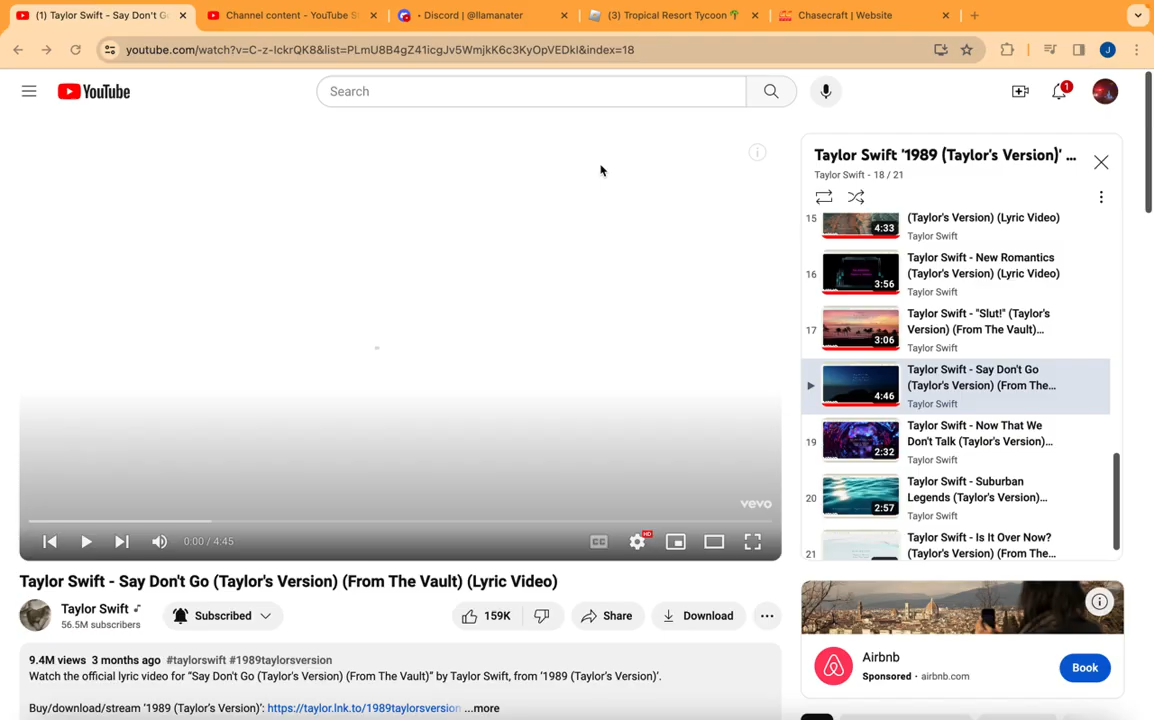 (1) Taylor Swift - Say Don't G
Channel content - YouTube S
• Discord | @llamanater
(3) Tropical Resort Tycoon
Chasecraft | Website
youtube.com/watch?v=C-z-IckrQK8&list=PLmU8B4gZ41icgJv5WmjkK6c3KyOpVEDkI&index=18
J
YouTube
Search
1
Taylor Swift '1989 (Taylor's Version)' ...
Taylor Swift - 18 / 21
15
4:33
(Taylor's Version) (Lyric Video)
Taylor Swift
16
3:56
Taylor Swift - New Romantics
(Taylor's Version) (Lyric Video)
Taylor Swift
17
3:06
Taylor Swift - "Slut!" (Taylor's
Version) (From The Vault)...
Taylor Swift
4:46
Taylor Swift - Say Don't Go
(Taylor's Version) (From The...
Taylor Swift
19
2:32
Taylor Swift - Now That We
Don't Talk (Taylor's Version)...
Taylor Swift
20
2:57
Taylor Swift - Suburban
Legends (Taylor's Version)...
Taylor Swift
21
Taylor Swift - Is It Over Now?
(Taylor's Version) (From The...
vevo
0:00 / 4:45
CC
HD
Taylor Swift - Say Don't Go (Taylor's Version) (From The Vault) (Lyric Video)
Taylor Swift
56.5M subscribers
Subscribed
159K
Share
Download
9.4M views 3 months ago #taylorswift #1989taylorsversion
Watch the official lyric video for “Say Don't Go (Taylor's Version) (From The Vault)” by Taylor Swift, from ‘1989 (Taylor's Version)’.
Buy/download/stream ‘1989 (Taylor's Version)’: https://taylor.lnk.to/1989taylorsversion ...more
Airbnb
Sponsored • airbnb.com
Book